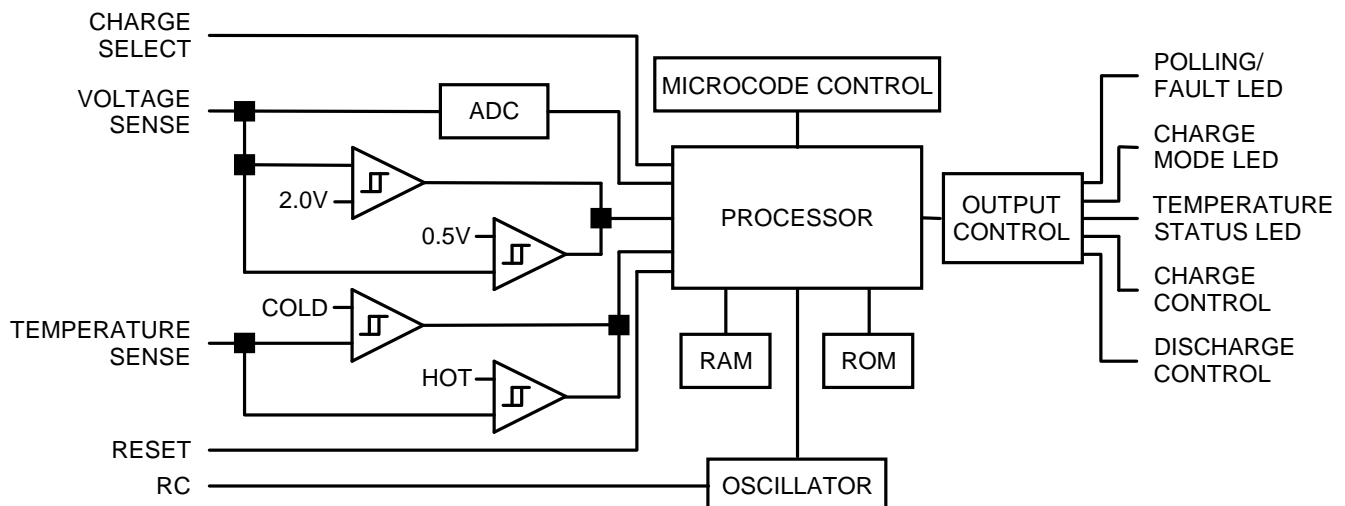 CHARGE
SELECT
VOLTAGE
SENSE
ADC
2.0V
0.5V
COLD
TEMPERATURE
SENSE
HOT
RESET
RC
MICROCODE CONTROL
PROCESSOR
RAM
ROM
OSCILLATOR
OUTPUT
CONTROL
POLLING/
FAULT LED
CHARGE
MODE LED
TEMPERATURE
STATUS LED
CHARGE
CONTROL
DISCHARGE
CONTROL